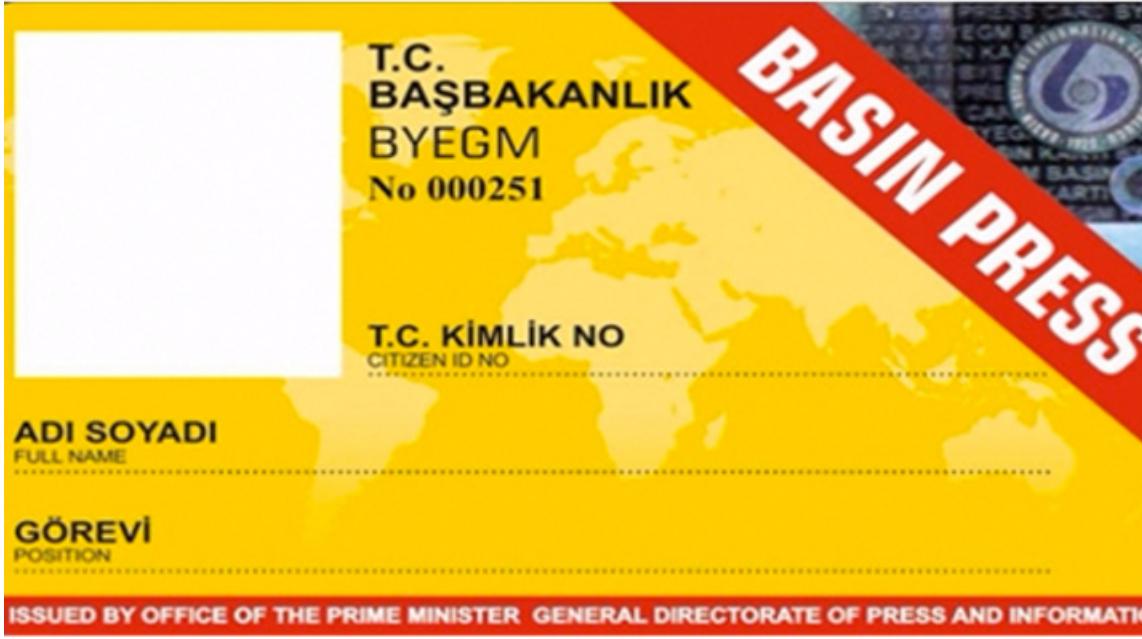 T.C.
BAŞBAKANLIK
BYEGM
No 000251
BASIN PRESS
T.C. KİMLİK NO
CITIZEN ID NO
ADI SOYADI
FULL NAME
GÖREVİ
POSITION
ISSUED BY OFFICE OF THE PRIME MINISTER GENERAL DIRECTORATE OF PRESS AND INFORMATI